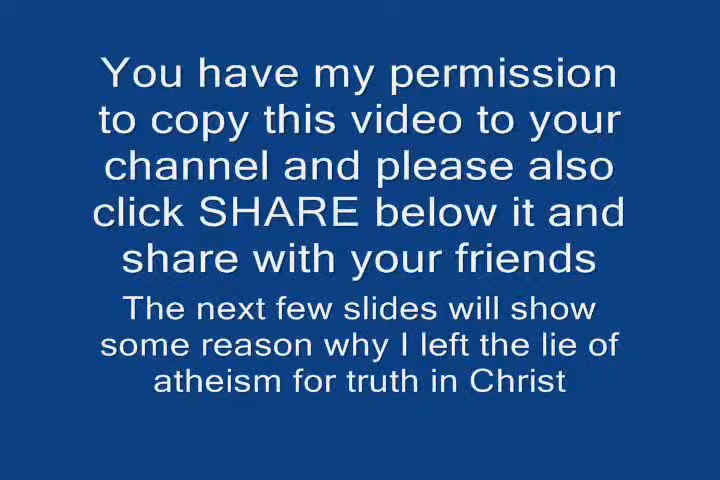 You have my permission
to copy this video to your
channel and please also
click SHARE below it and
share with your friends
The next few slides will show
some reason why I left the lie of
atheism for truth in Christ